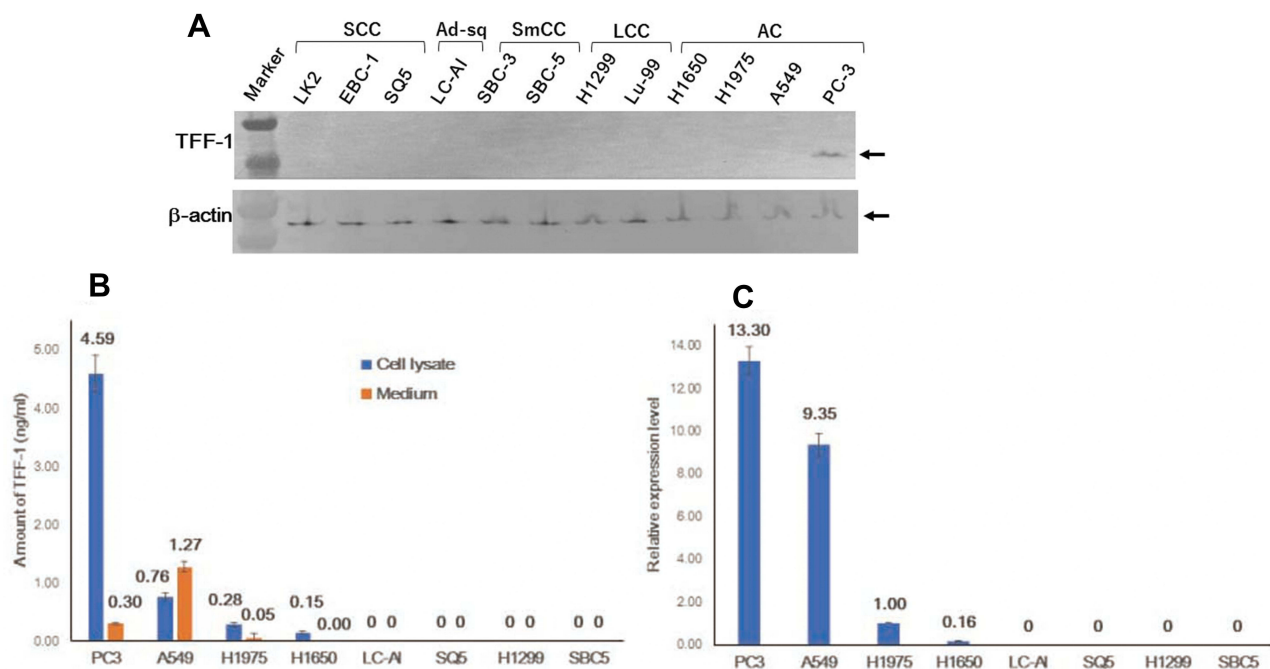 A
SCC Ad-sq SmCC LCC AC
Marker LK2 EBC-1 SQ5 LC-AI SBC-3 SBC-5 H1299 Lu-99 H1650 H1975 A549 PC-3
TFF-1
β-actin
B
Amount of TFF-1 (ng/ml)
5.00
4.00
3.00
2.00
1.00
0.00
Cell lysate
Medium
4.59 0.30 0.76 1.27 0.28 0.05 0.15 0.00 0 0 0 0 0 0 0 0
PC3 A549 H1975 H1650 LC-AI SQ5 H1299 SBC5
C
Relative expression level
14.00
12.00
10.00
8.00
6.00
4.00
2.00
0.00
13.30 9.35 1.00 0.16 0 0 0 0
PC3 A549 H1975 H1650 LC-AI SQ5 H1299 SBC5